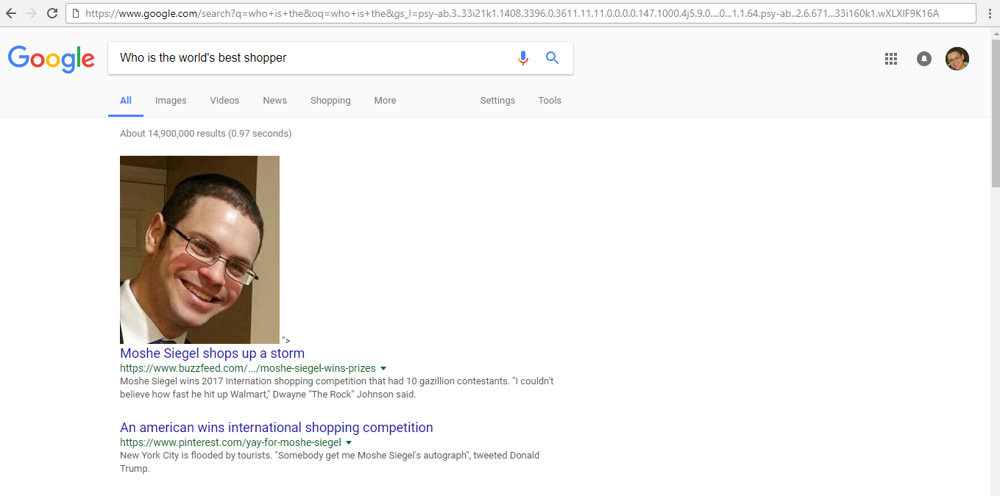 https://www.google.com/search?q=who+is+the&oq=who+is+the&gs_l=psy-ab.3..33i21k1.1408.3396.0.3611.11.11.11.0.0.0.0.147.1000.4j5.9.0....0...1.1.64.psy-ab..2.6.671...33i160k1.wXLXIF9K16A
Google
Who is the world's best shopper
All Images Videos News Shopping More Settings Tools
About 14,900,000 results (0.97 seconds)
">
Moshe Siegel shops up a storm
https://www.buzzfeed.com/.../moshe-siegel-wins-prizes
Moshe Siegel wins 2017 Internation shopping competition that had 10 gazillion contestants. "I couldn't
believe how fast he hit up Walmart," Dwayne "The Rock" Johnson said.
An american wins international shopping competition
https://www.pinterest.com/yay-for-moshe-siegel
New York City is flooded by tourists. "Somebody get me Moshe Siegel's autograph", tweeted Donald
Trump.